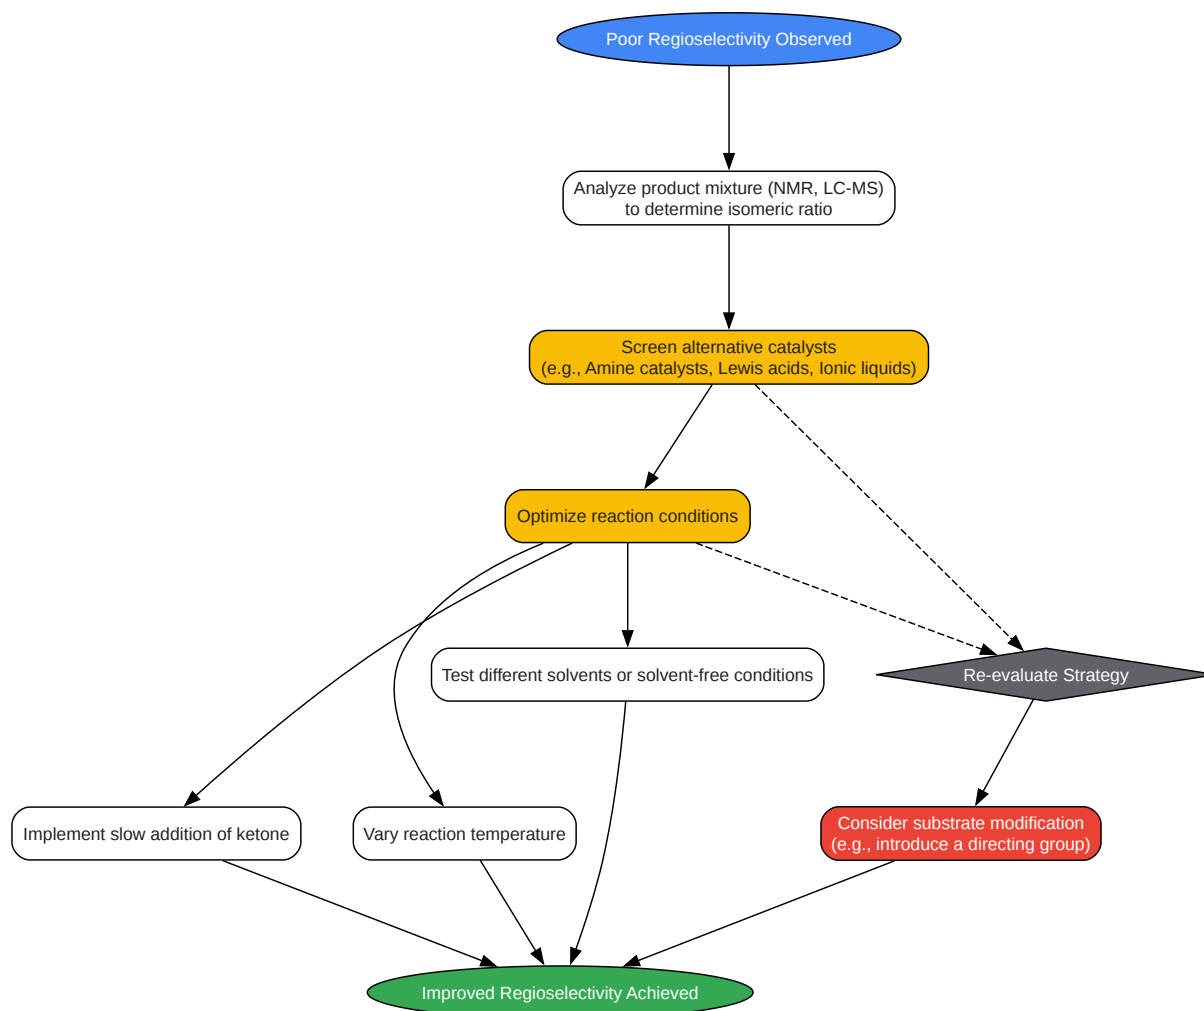 Poor Regioselectivity Observed
Analyze product mixture (NMR, LC-MS)
to determine isomeric ratio
Screen alternative catalysts
(e.g., Amine catalysts, Lewis acids, Ionic liquids)
Optimize reaction conditions
Test different solvents or solvent-free conditions
Re-evaluate Strategy
Implement slow addition of ketone
Vary reaction temperature
Consider substrate modification
(e.g., introduce a directing group)
Improved Regioselectivity Achieved